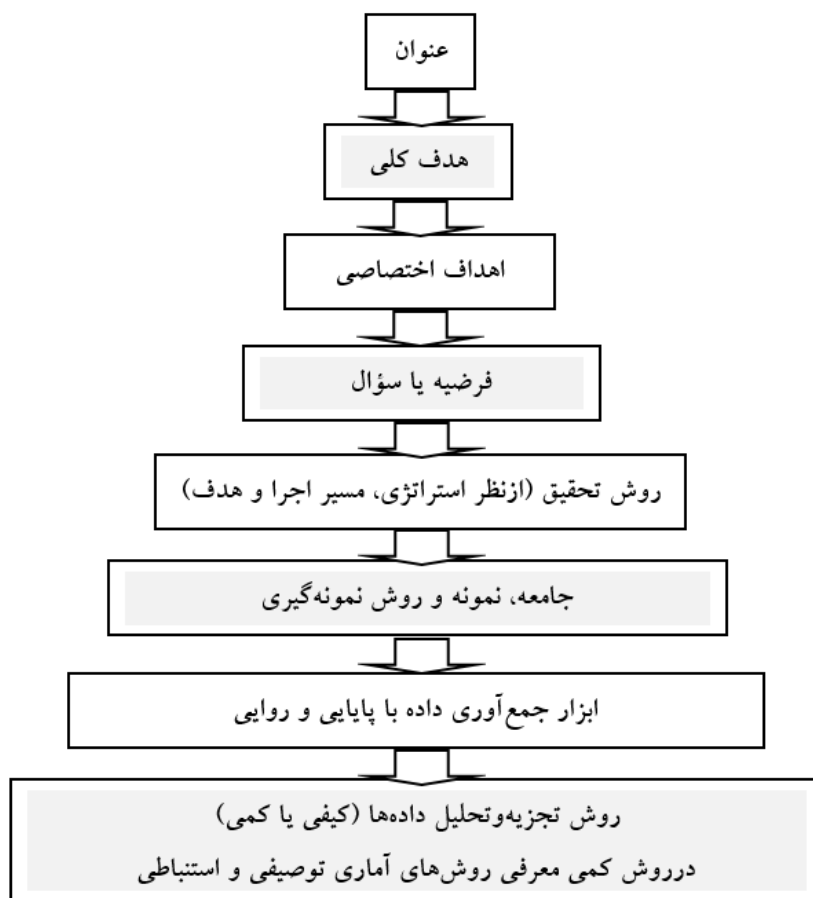 عنوان
هدف کلی
اهداف اختصاصی
فرضیه یا سؤال
روش تحقیق (ازنظر استراتژی، مسیر اجرا و هدف)
جامعه، نمونه و روش نمونه‌گیری
ابزار جمع‌آوری داده با پایایی و روایی
روش تجزیه‌وتحلیل داده‌ها (کیفی یا کمی)
درروش کمی معرفی روش‌های آماری توصیفی و استنباطی